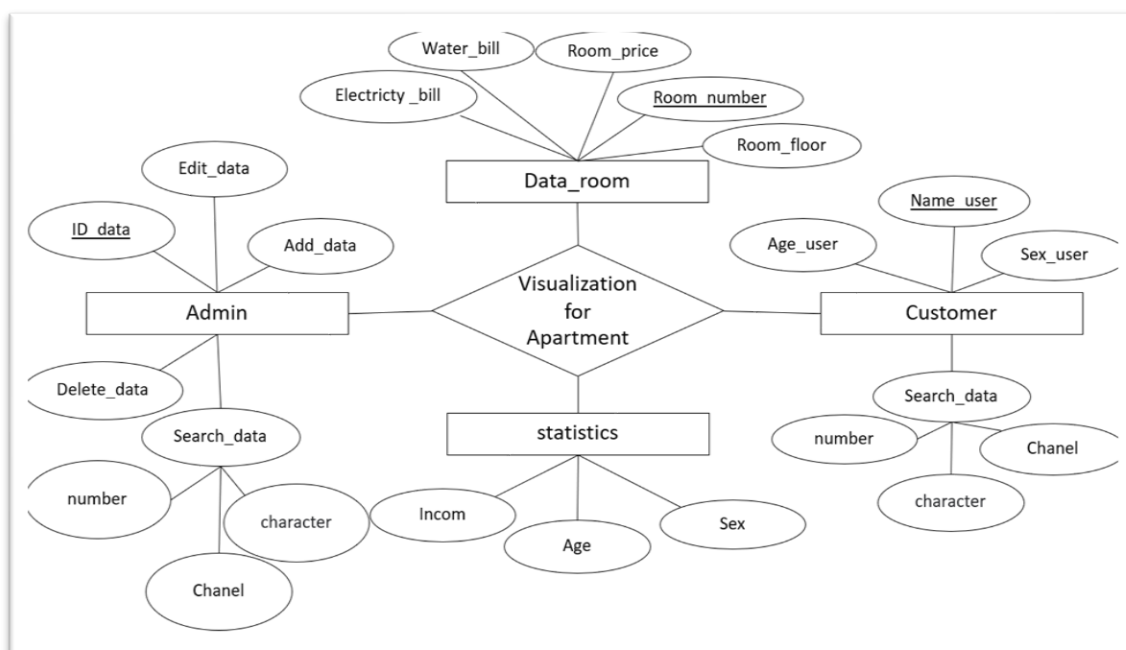 Water_bill
Room_price
Electricty _bill
Room_number
Room_floor
Data_room
Edit_data
ID_data
Add_data
Admin
Name_user
Age_user
Sex_user
Customer
Visualization
for
Apartment
Delete_data
Search_data
number
character
Chanel
statistics
Incom
Age
Sex
Search_data
number
Chanel
character